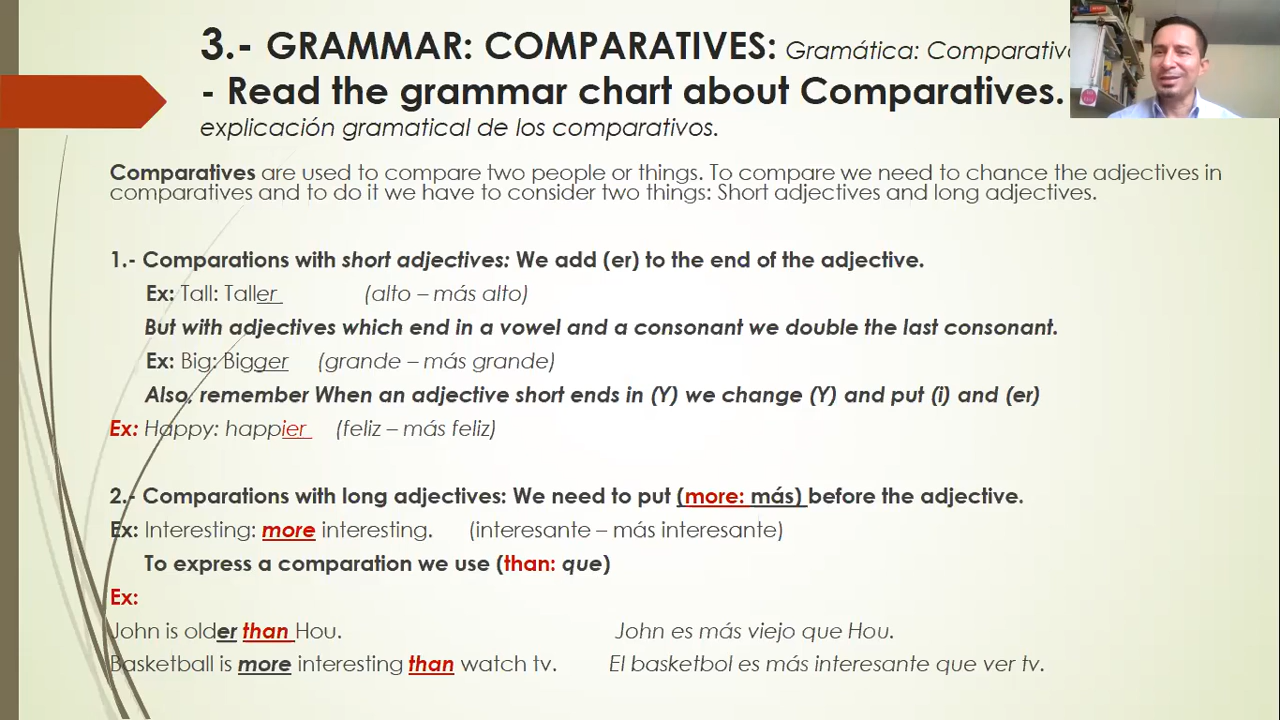 3.- GRAMMAR: COMPARATIVES: Gramática:
- Read the grammar chart about Comparatives.
explicación gramatical de los comparativos.
Comparatives are used to compare two people or things. To compare we need to chance the adjectives in
comparatives and to do it we have to consider two things: Short adjectives and long adjectives.
1.- Comparations with short adjectives: We add (er) to the end of the adjective.
Ex: Tall: Taller (alto – más alto)
But with adjectives which end in a vowel and a consonant we double the last consonant.
Ex: Big: Bigger (grande – más grande)
Also, remember When an adjective short ends in (Y) we change (Y) and put (i) and (er)
Ex: Happy: happier (feliz – más feliz)
2.- Comparations with long adjectives: We need to put (more: más) before the adjective.
Ex: Interesting: more interesting. (interesante – más interesante)
To express a comparation we use (than: que)
Ex:
John is older than Hou. John es más viejo que Hou.
Basketball is more interesting than watch tv. El basketbol es más interesante que ver tv.